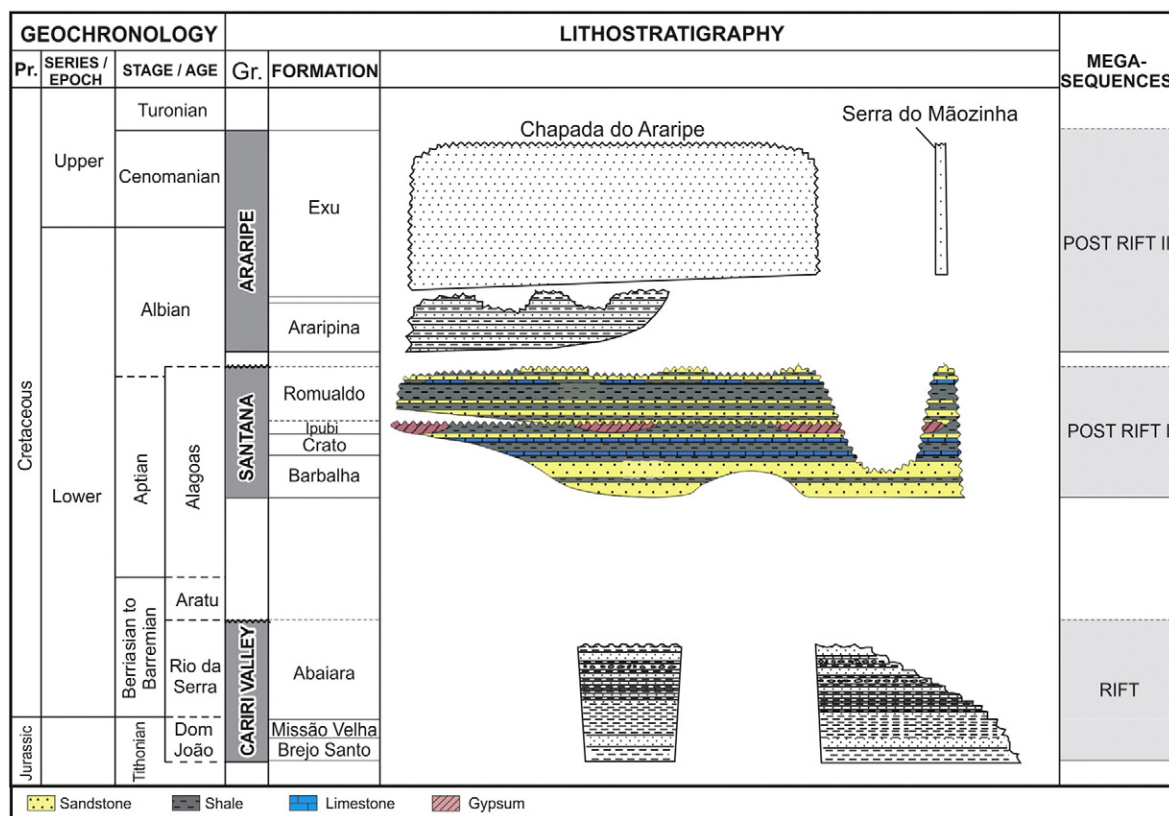 GEOCHRONOLOGY
LITHOSTRATIGRAPHY
MEGA-
SEQUENCES
Pr.
SERIES /
EPOCH
STAGE / AGE
Gr.
FORMATION
Turonian
Chapada do Araripe
Serra do Mãozinha
Upper
Cenomanian
Exu
ARARIPE
POST RIFT II
Albian
Araripina
Cretaceous
Lower
Aptian
Alagoas
SANTANA
Romualdo
Ipubi
Crato
Barbalha
POST RIFT I
Berriasian to
Barremian
Aratu
Rio da
Serra
CARIRI VALLEY
Abaiara
RIFT
Jurassic
Tithonian
Dom
João
Missão Velha
Brejo Santo
Sandstone
Shale
Limestone
Gypsum